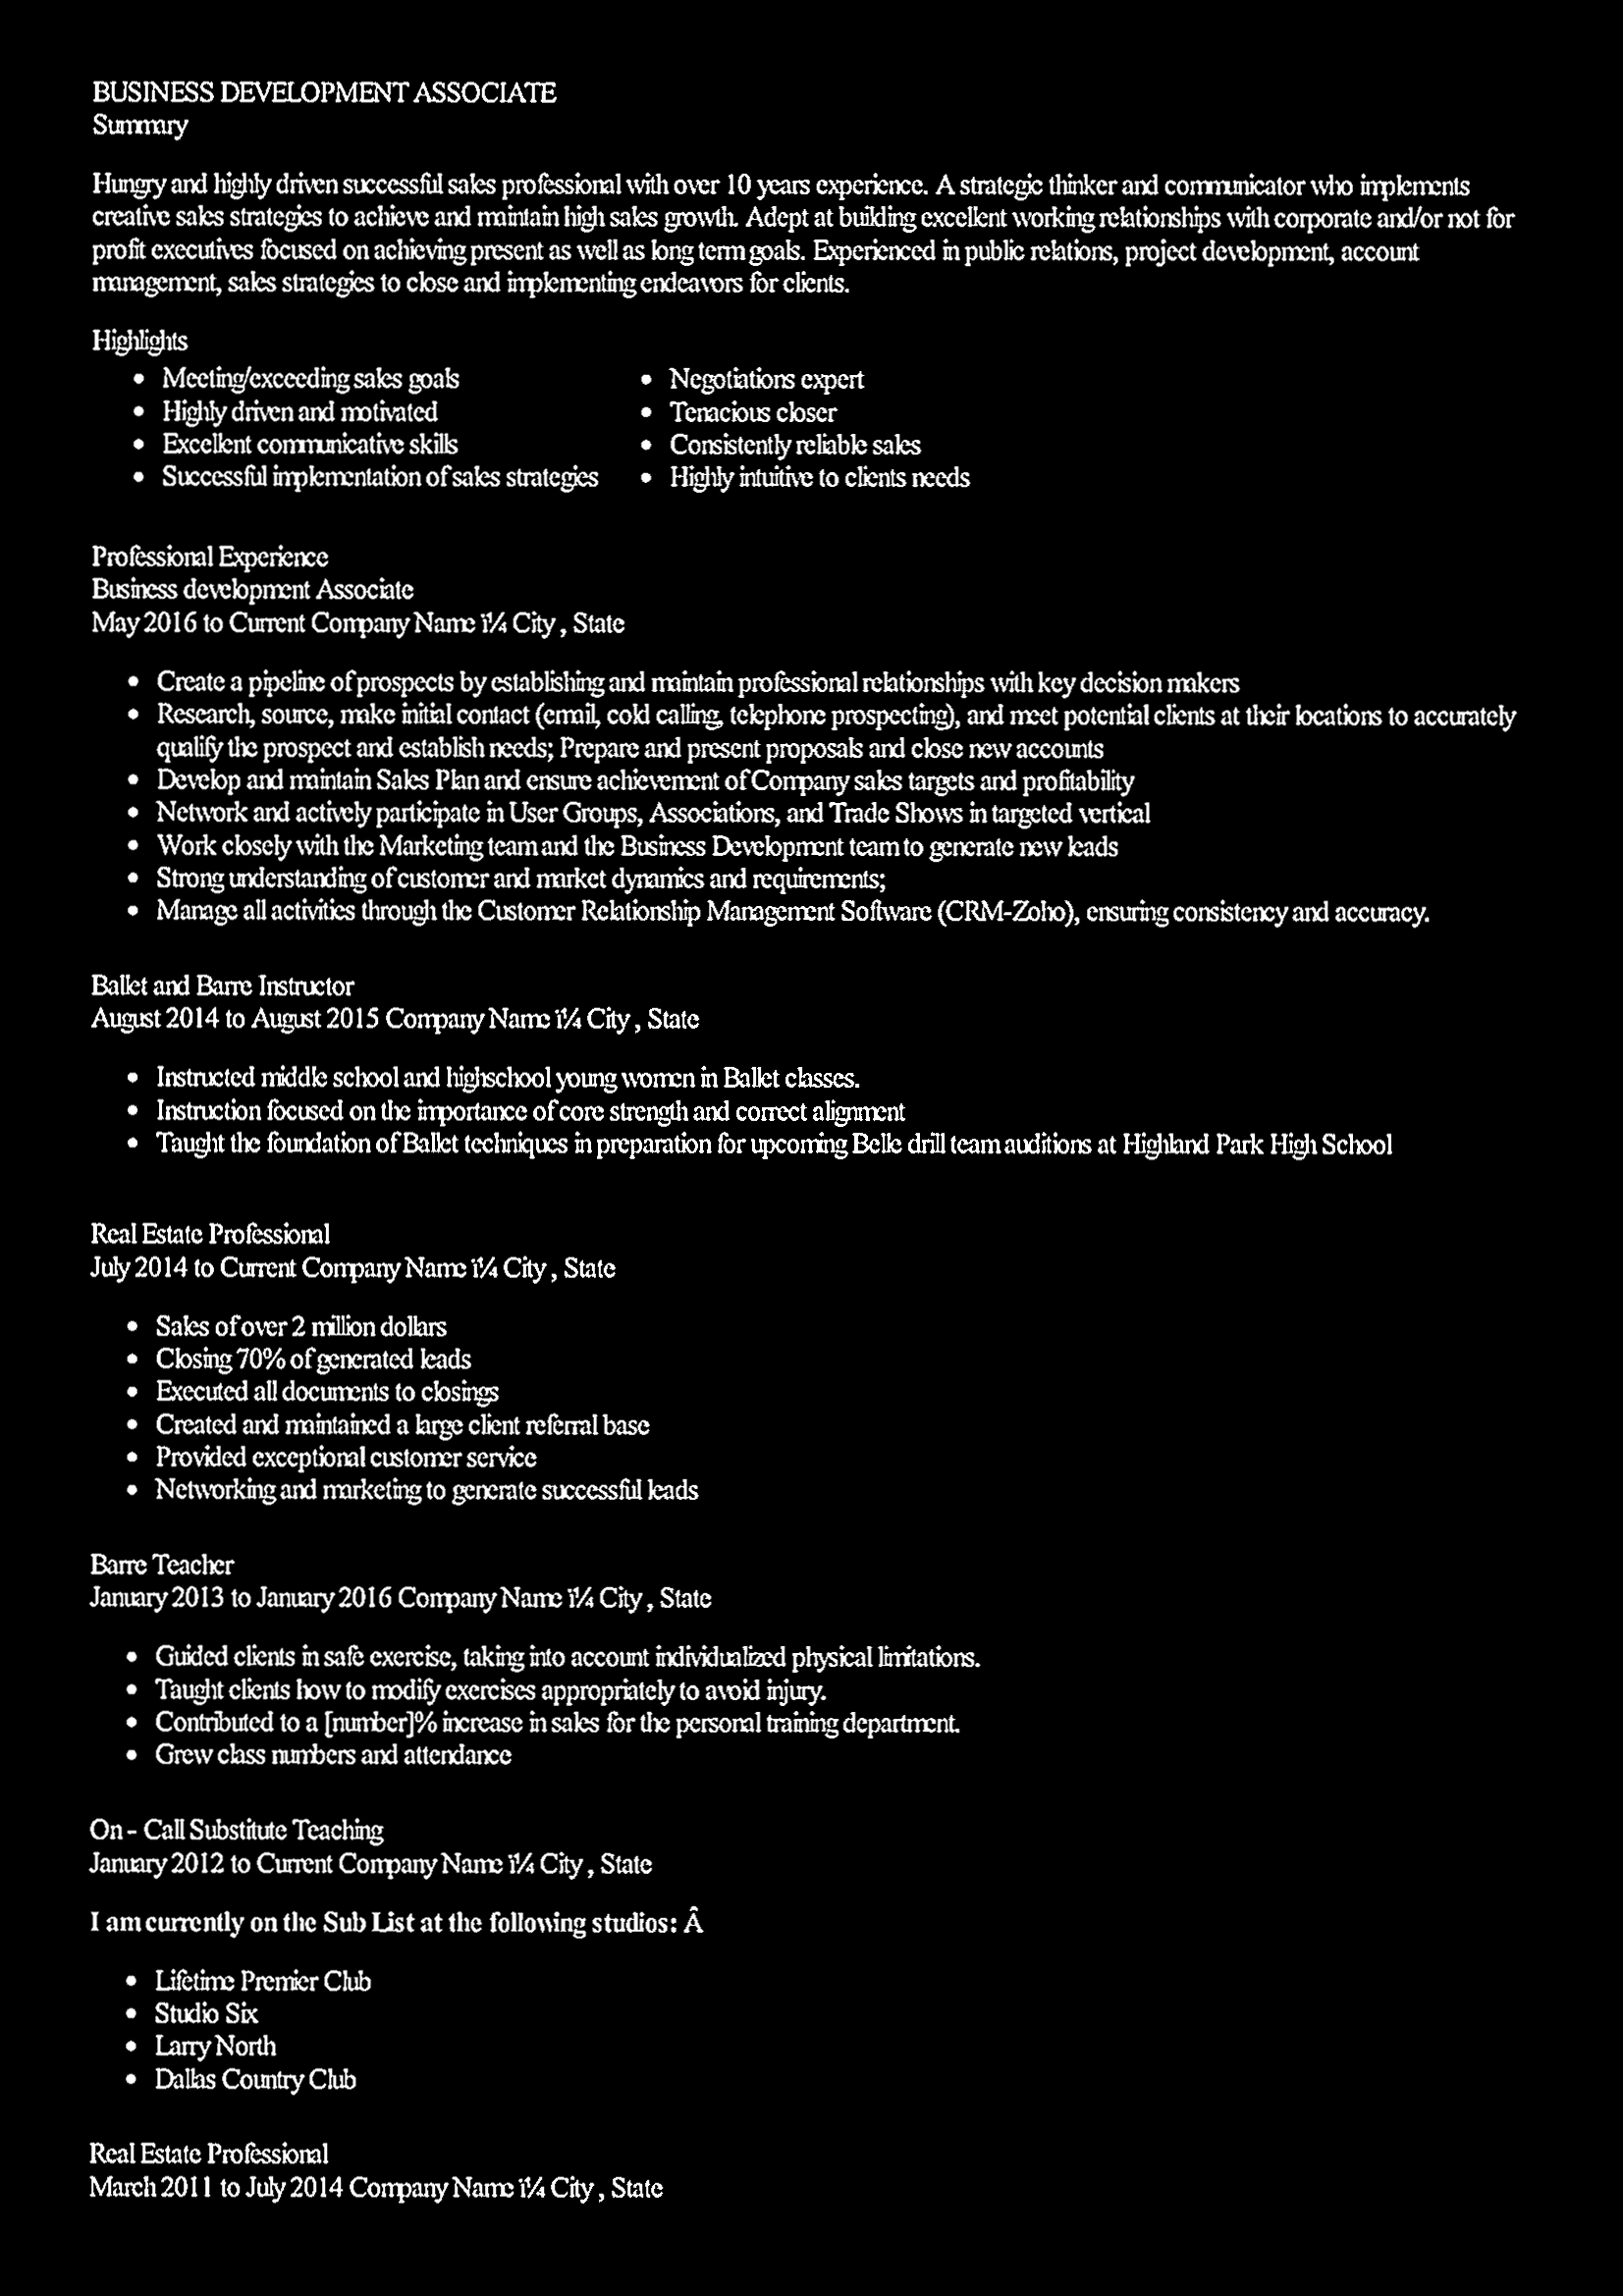 BUSINESS DEVELOPMENT ASSOCIATE
Summary
Hungry and highly driven successful sales professional with over 10 years experience. A strategic thinker and communicator who implements
creative sales strategies to achieve and maintain high sales growth. Adept at building excellent working relationships with corporate and/or not for
profit executives focused on achieving present as well as long term goals. Experienced in public relations, project development, account
management, sales strategies to close and implementing endeavors for clients.
Highlights
• Meeting/exceeding sales goals
• Highly driven and motivated
• Excellent communicative skills
• Successful implementation of sales strategies
• Negotiations expert
• Tenacious closer
• Consistently reliable sales
• Highly intuitive to clients needs
Professional Experience
Business development Associate
May 2016 to Current Company Name ï¼ City , State
• Create a pipeline of prospects by establishing and maintain professional relationships with key decision makers
• Research, source, make initial contact (email, cold calling, telephone prospecting), and meet potential clients at their locations to accurately
qualify the prospect and establish needs; Prepare and present proposals and close new accounts
• Develop and maintain Sales Plan and ensure achievement of Company sales targets and profitability
• Network and actively participate in User Groups, Associations, and Trade Shows in targeted vertical
• Work closely with the Marketing team and the Business Development team to generate new leads
• Strong understanding of customer and market dynamics and requirements;
• Manage all activities through the Customer Relationship Management Software (CRM-Zoho), ensuring consistency and accuracy.
Ballet and Barre Instructor
August 2014 to August 2015 Company Name ï¼ City , State
• Instructed middle school and highschool young women in Ballet classes.
• Instruction focused on the importance of core strength and correct alignment
• Taught the foundation of Ballet techniques in preparation for upcoming Belle drill team auditions at Highland Park High School
Real Estate Professional
July 2014 to Current Company Name ï¼ City , State
• Sales of over 2 million dollars
• Closing 70% of generated leads
• Executed all documents to closings
• Created and maintained a large client referral base
• Provided exceptional customer service
• Networking and marketing to generate successful leads
Barre Teacher
January 2013 to January 2016 Company Name ï¼ City , State
• Guided clients in safe exercise, taking into account individualized physical limitations.
• Taught clients how to modify exercises appropriately to avoid injury.
• Contributed to a [number]% increase in sales for the personal training department.
• Grew class numbers and attendance
On - Call Substitute Teaching
January 2012 to Current Company Name ï¼ City , State
I am currently on the Sub List at the following studios: Â
• Lifetime Premier Club
• Studio Six
• Larry North
• Dallas Country Club
Real Estate Professional
March 2011 to July 2014 Company Name ï¼ City , State